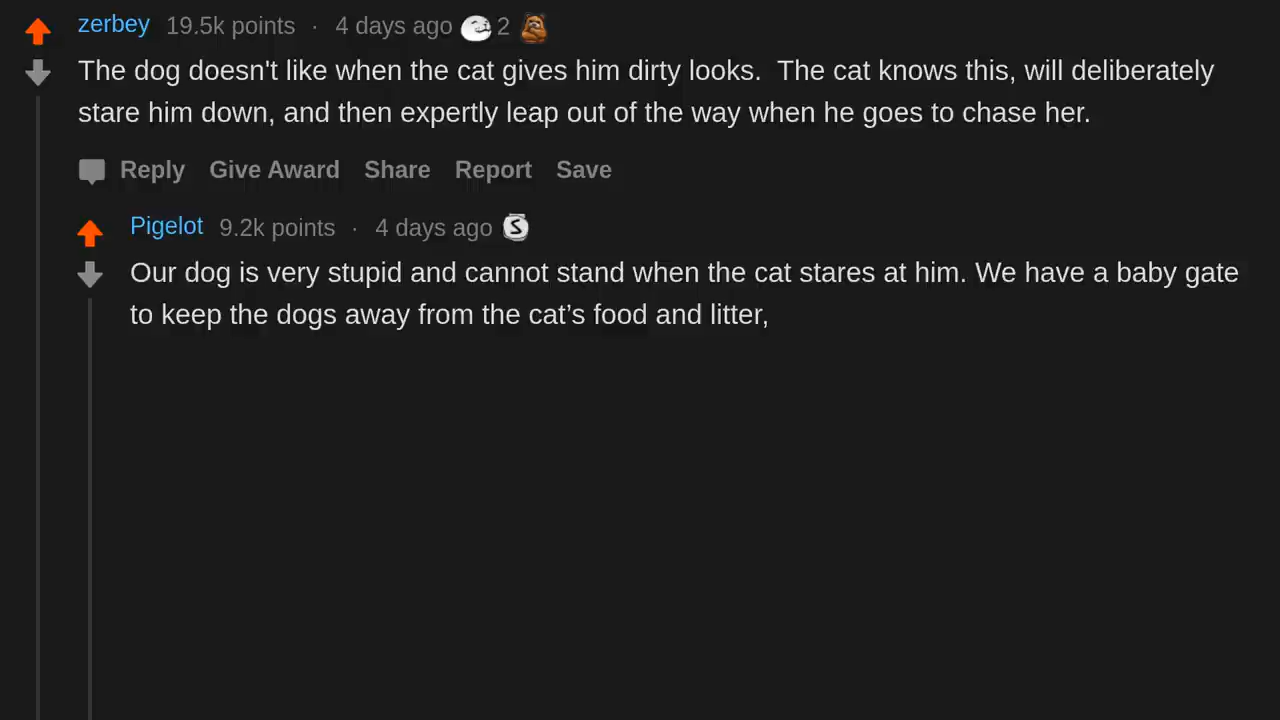 zerbey 19.5k points · 4 days ago 2
The dog doesn't like when the cat gives him dirty looks.  The cat knows this, will deliberately
stare him down, and then expertly leap out of the way when he goes to chase her.
Reply Give Award Share Report Save
Pigelot 9.2k points · 4 days ago S
Our dog is very stupid and cannot stand when the cat stares at him. We have a baby gate
to keep the dogs away from the cat’s food and litter,